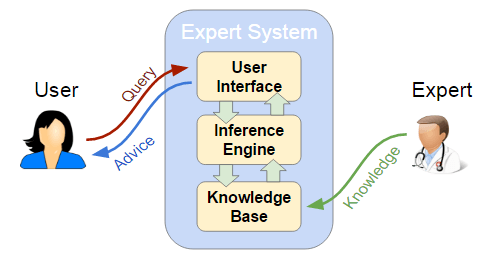 Expert System
User
Query
Advice
User
Interface
Inference
Engine
Knowledge
Base
Expert
Knowledge